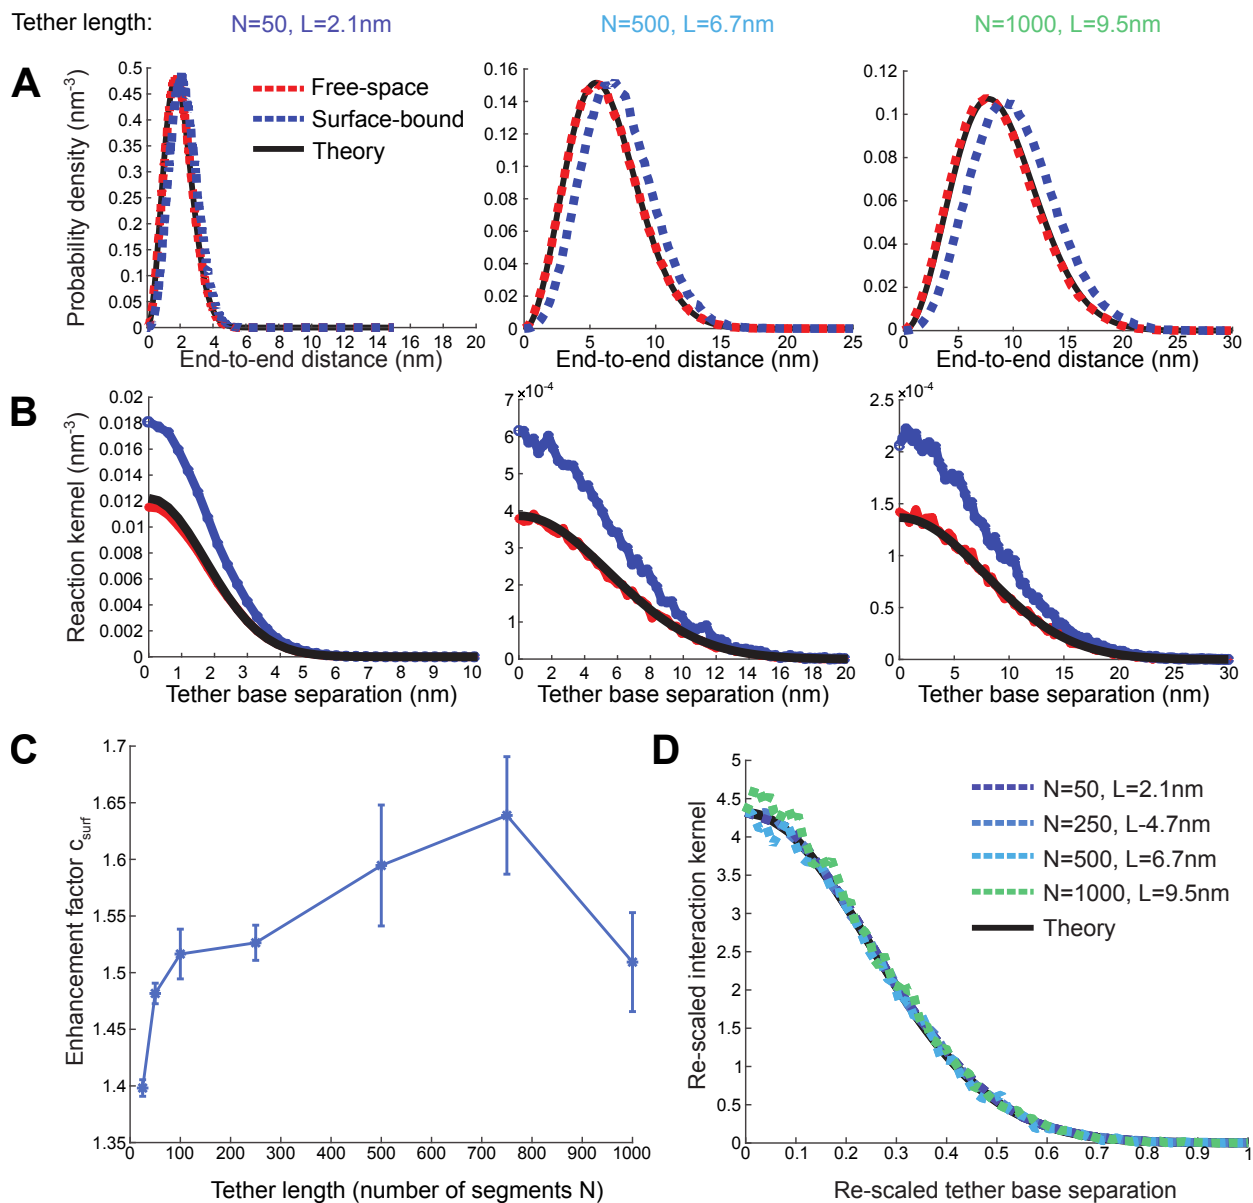 Tether length:
N=50, L=2.1nm
N=500, L=6.7nm
N=1000, L=9.5nm
A
Probability density (nm⁻³)
0.5
0.45
0.4
0.35
0.3
0.25
0.2
0.15
0.1
0.05
0
0 2 4 6 8 10 12 14 16 18 20
End-to-end distance (nm)
Free-space
Surface-bound
Theory
0.16
0.14
0.12
0.1
0.08
0.06
0.04
0.02
0
0 5 10 15 20 25
End-to-end distance (nm)
0.12
0.1
0.08
0.06
0.04
0.02
0
0 5 10 15 20 25 30
End-to-end distance (nm)
B
Reaction kernel (nm⁻³)
0.02
0.018
0.016
0.014
0.012
0.01
0.008
0.006
0.004
0.002
0
0 1 2 3 4 5 6 7 8 9 10
Tether base separation (nm)
×10⁻⁴
7
6
5
4
3
2
1
0
0 2 4 6 8 10 12 14 16 18 20
Tether base separation (nm)
×10⁻⁴
2.5
2
1.5
1
0.5
0
0 5 10 15 20 25 30
Tether base separation (nm)
C
Enhancement factor c_surf
1.7
1.65
1.6
1.55
1.5
1.45
1.4
1.35
0 100 200 300 400 500 600 700 800 900 1000
Tether length (number of segments N)
D
Re-scaled interaction kernel
5
4.5
4
3.5
3
2.5
2
1.5
1
0.5
0
0.1 0.2 0.3 0.4 0.5 0.6 0.7 0.8 0.9 1
Re-scaled tether base separation
N=50, L=2.1nm
N=250, L-4.7nm
N=500, L=6.7nm
N=1000, L=9.5nm
Theory